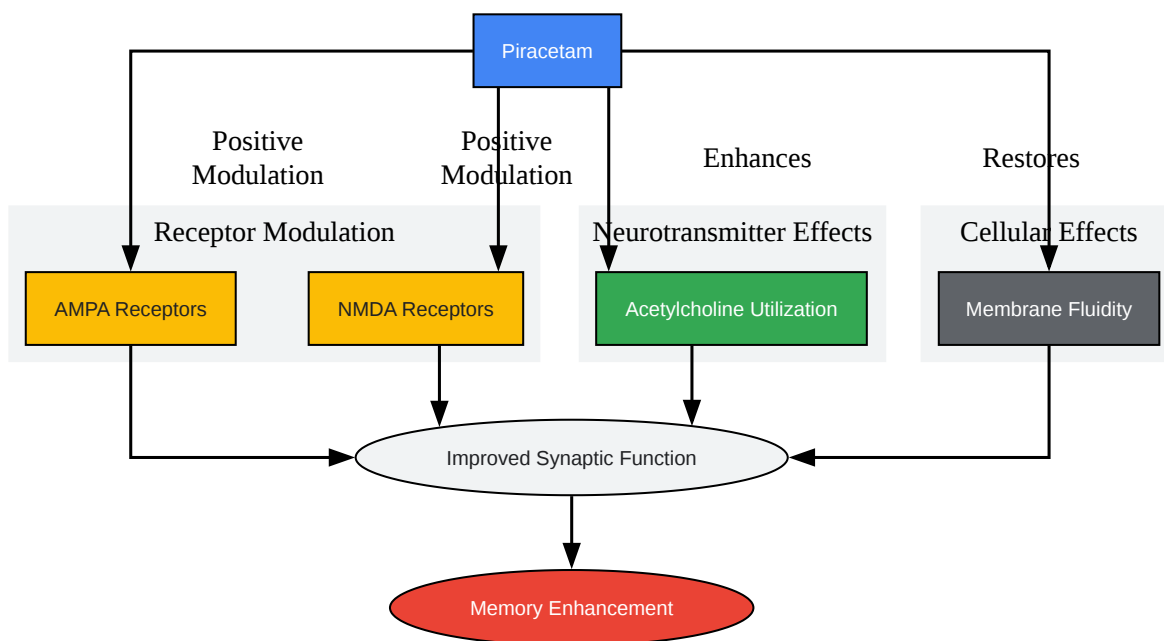 Piracetam
Positive
Modulation
Positive
Modulation
Enhances
Restores
Receptor Modulation
Neurotransmitter Effects
Cellular Effects
AMPA Receptors
NMDA Receptors
Acetylcholine Utilization
Membrane Fluidity
Improved Synaptic Function
Memory Enhancement